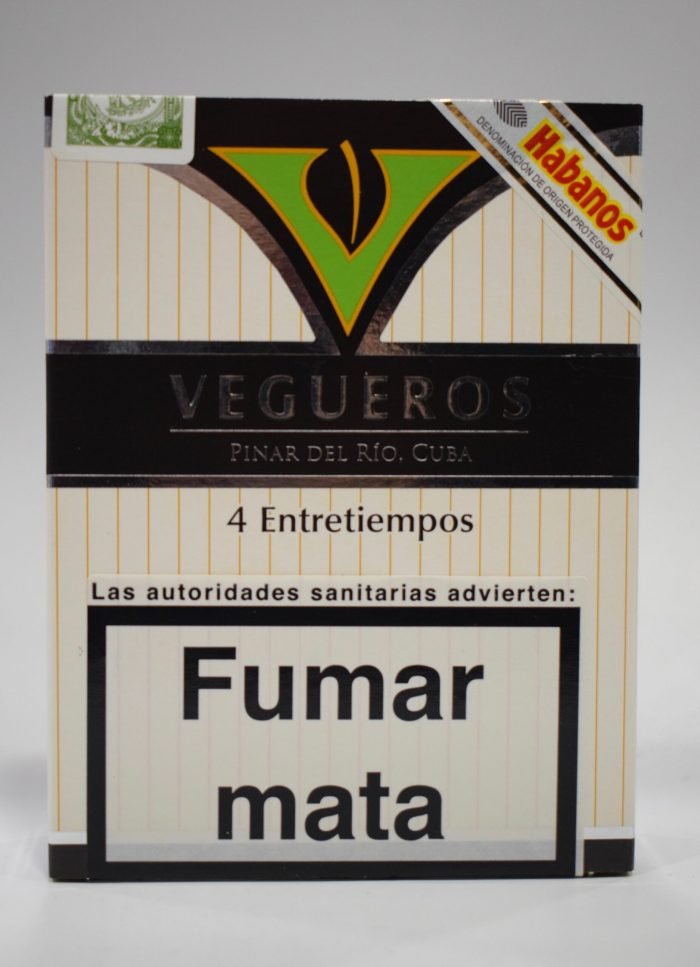 DENOMINACIÓN DE ORIGEN PROTEGIDA
Habanos
VEGUEROS
PINAR DEL RÍO, CUBA
4 Entretiempos
Las autoridades sanitarias advierten:
Fumar
mata